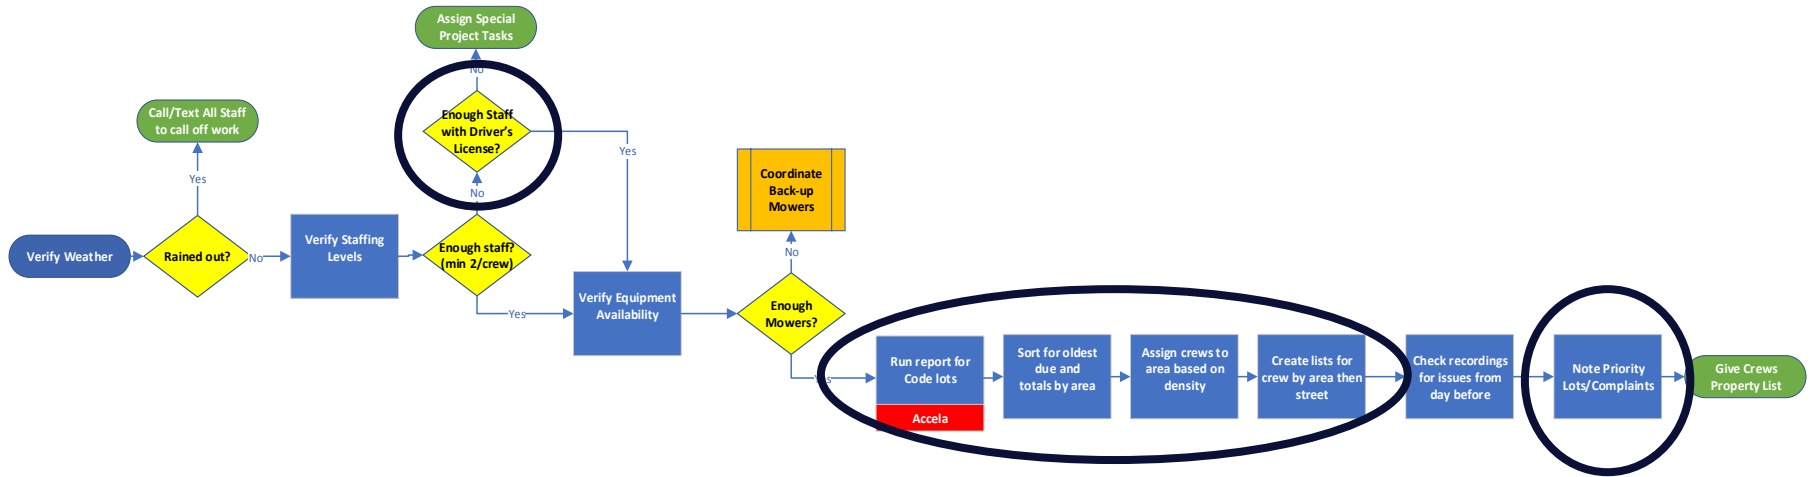 Assign Special
Project Tasks
No
Enough Staff
with Driver's
License?
Call/Text All Staff
to call off work
Yes
Yes
No
Coordinate
Back-up
Mowers
Verify Weather
Rained out?
No
Verify Staffing
Levels
Enough staff?
(min 2/crew)
Yes
Verify Equipment
Availability
No
Enough
Mowers?
Yes
Run report for
Code lots
Accela
Sort for oldest
due and
totals by area
Assign crews to
area based on
density
Create lists for
crew by area then
street
Check recordings
for issues from
day before
Note Priority
Lots/Complaints
Give Crews
Property List